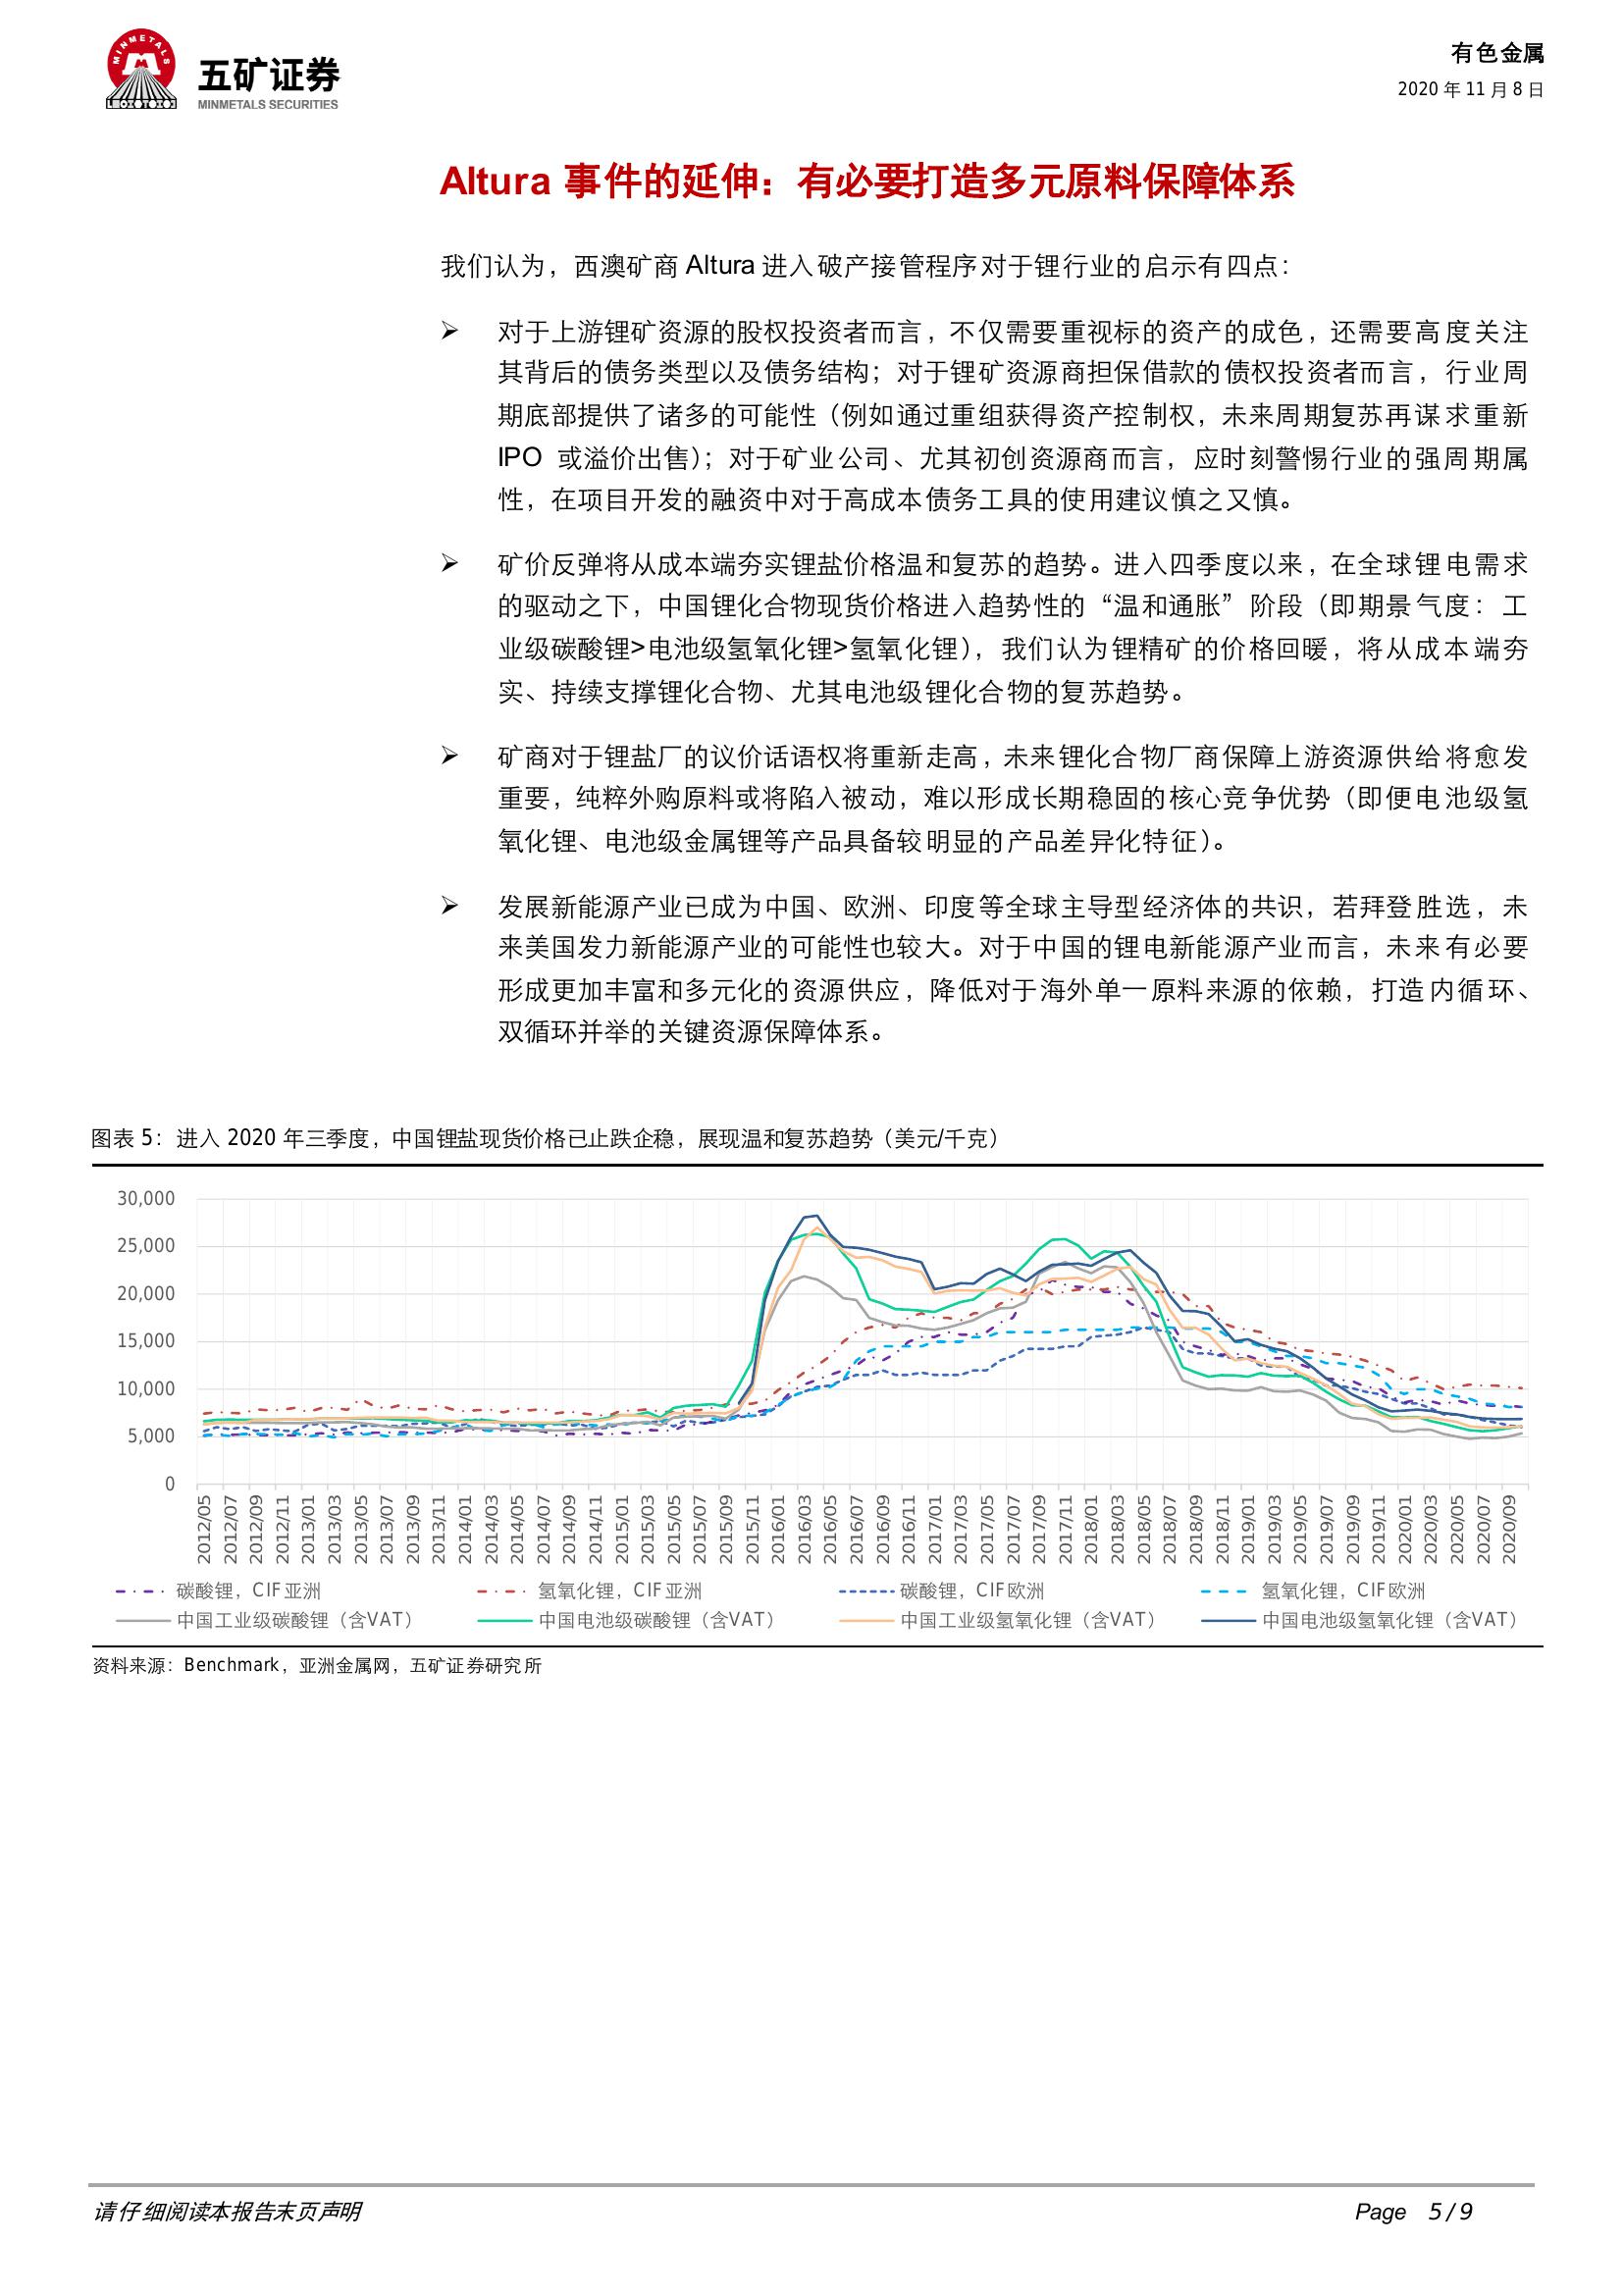 MINMETALS
五矿证券
MINMETALS SECURITIES
有色金属
2020 年 11 月 8 日
Altura 事件的延伸：有必要打造多元原料保障体系
我们认为，西澳矿商 Altura 进入破产接管程序对于锂行业的启示有四点：
➢ 对于上游锂矿资源的股权投资者而言，不仅需要重视标的资产的成色，还需要高度关注
其背后的债务类型以及债务结构；对于锂矿资源商担保借款的债权投资者而言，行业周
期底部提供了诸多的可能性（例如通过重组获得资产控制权，未来周期复苏再谋求重新
IPO 或溢价出售）；对于矿业公司、尤其初创资源商而言，应时刻警惕行业的强周期属
性，在项目开发的融资中对于高成本债务工具的使用建议慎之又慎。
➢ 矿价反弹将从成本端夯实锂盐价格温和复苏的趋势。进入四季度以来，在全球锂电需求
的驱动之下，中国锂化合物现货价格进入趋势性的“温和通胀”阶段（即期景气度：工
业级碳酸锂>电池级氢氧化锂>氢氧化锂），我们认为锂精矿的价格回暖，将从成本端夯
实、持续支撑锂化合物、尤其电池级锂化合物的复苏趋势。
➢ 矿商对于锂盐厂的议价话语权将重新走高，未来锂化合物厂商保障上游资源供给将愈发
重要，纯粹外购原料或将陷入被动，难以形成长期稳固的核心竞争优势（即便电池级氢
氧化锂、电池级金属锂等产品具备较明显的产品差异化特征）。
➢ 发展新能源产业已成为中国、欧洲、印度等全球主导型经济体的共识，若拜登胜选，未
来美国发力新能源产业的可能性也较大。对于中国的锂电新能源产业而言，未来有必要
形成更加丰富和多元化的资源供应，降低对于海外单一原料来源的依赖，打造内循环、
双循环并举的关键资源保障体系。
图表 5：进入 2020 年三季度，中国锂盐现货价格已止跌企稳，展现温和复苏趋势（美元/千克）
30,000
25,000
20,000
15,000
10,000
5,000
0
2012/05 2012/07 2012/09 2012/11 2013/01 2013/03 2013/05 2013/07 2013/09 2013/11 2014/01 2014/03 2014/05 2014/07 2014/09 2014/11 2015/01 2015/03 2015/05 2015/07 2015/09 2015/11 2016/01 2016/03 2016/05 2016/07 2016/09 2016/11 2017/01 2017/03 2017/05 2017/07 2017/09 2017/11 2018/01 2018/03 2018/05 2018/07 2018/09 2018/11 2019/01 2019/03 2019/05 2019/07 2019/09 2019/11 2020/01 2020/03 2020/05 2020/07 2020/09
碳酸锂，CIF亚洲 氢氧化锂，CIF亚洲 碳酸锂，CIF欧洲 氢氧化锂，CIF欧洲
中国工业级碳酸锂（含VAT） 中国电池级碳酸锂（含VAT） 中国工业级氢氧化锂（含VAT） 中国电池级氢氧化锂（含VAT）
资料来源：Benchmark，亚洲金属网，五矿证券研究所
请仔细阅读本报告末页声明
Page 5 / 9